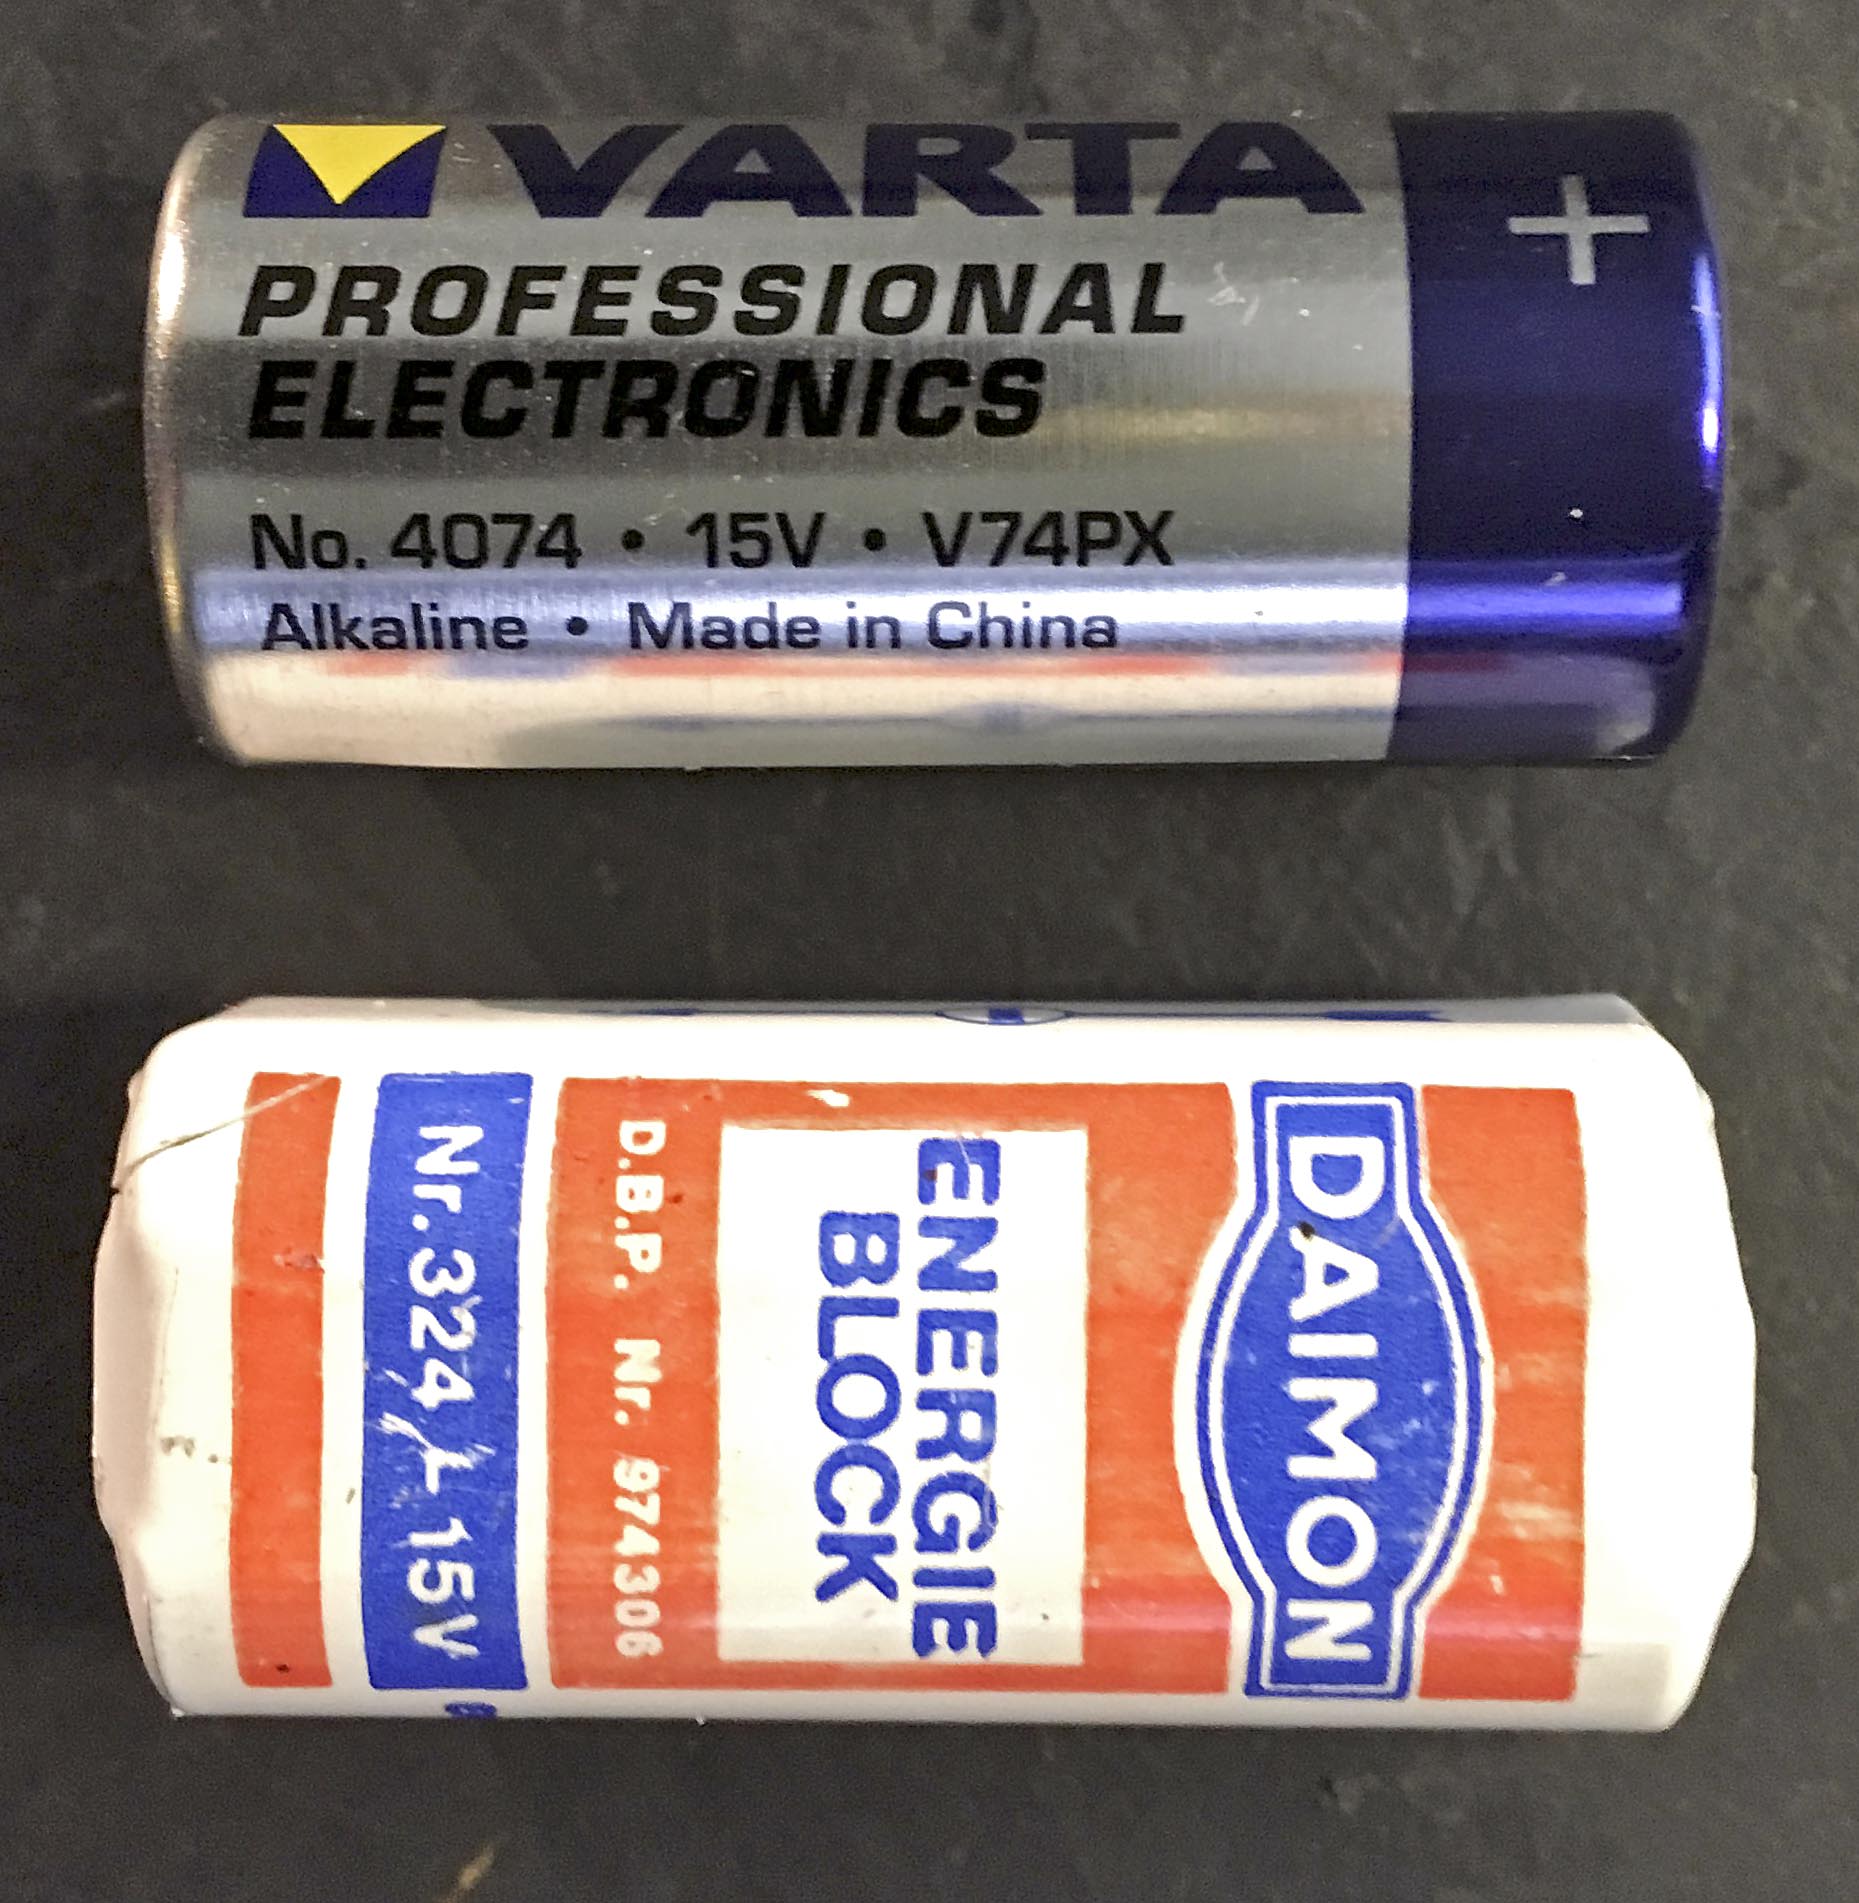 VARTA
+
PROFESSIONAL
ELECTRONICS
No. 4074 • 15V • V74PX
Alkaline • Made in China
DAIMON
ENERGIE
BLOCK
D.B.P. Nr. 974306
Nr. 324/-15V